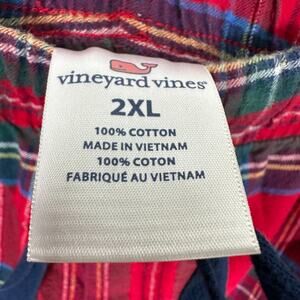 vineyard vines®
2XL
100% COTTON
MADE IN VIETNAM
100% COTON
FABRIQUÉ AU VIETNAM